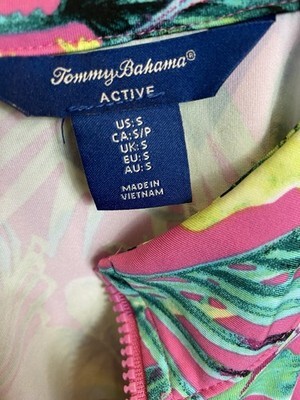 Tommy Bahama®
ACTIVE
US: S
CA: S/P
UK: S
EU: S
AU: S
MADE IN
VIETNAM